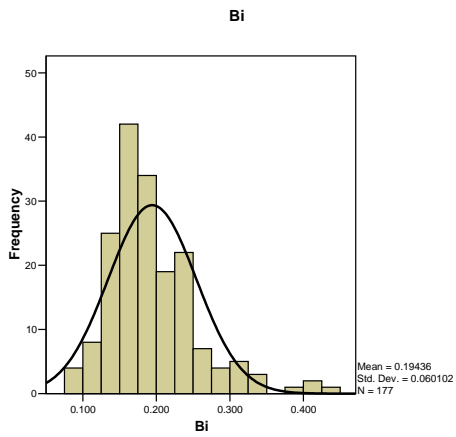 Bi
50
40
30
20
10
0
Frequency
0.100 0.200 0.300 0.400
Bi
Mean = 0.19436
Std. Dev. = 0.060102
N = 177